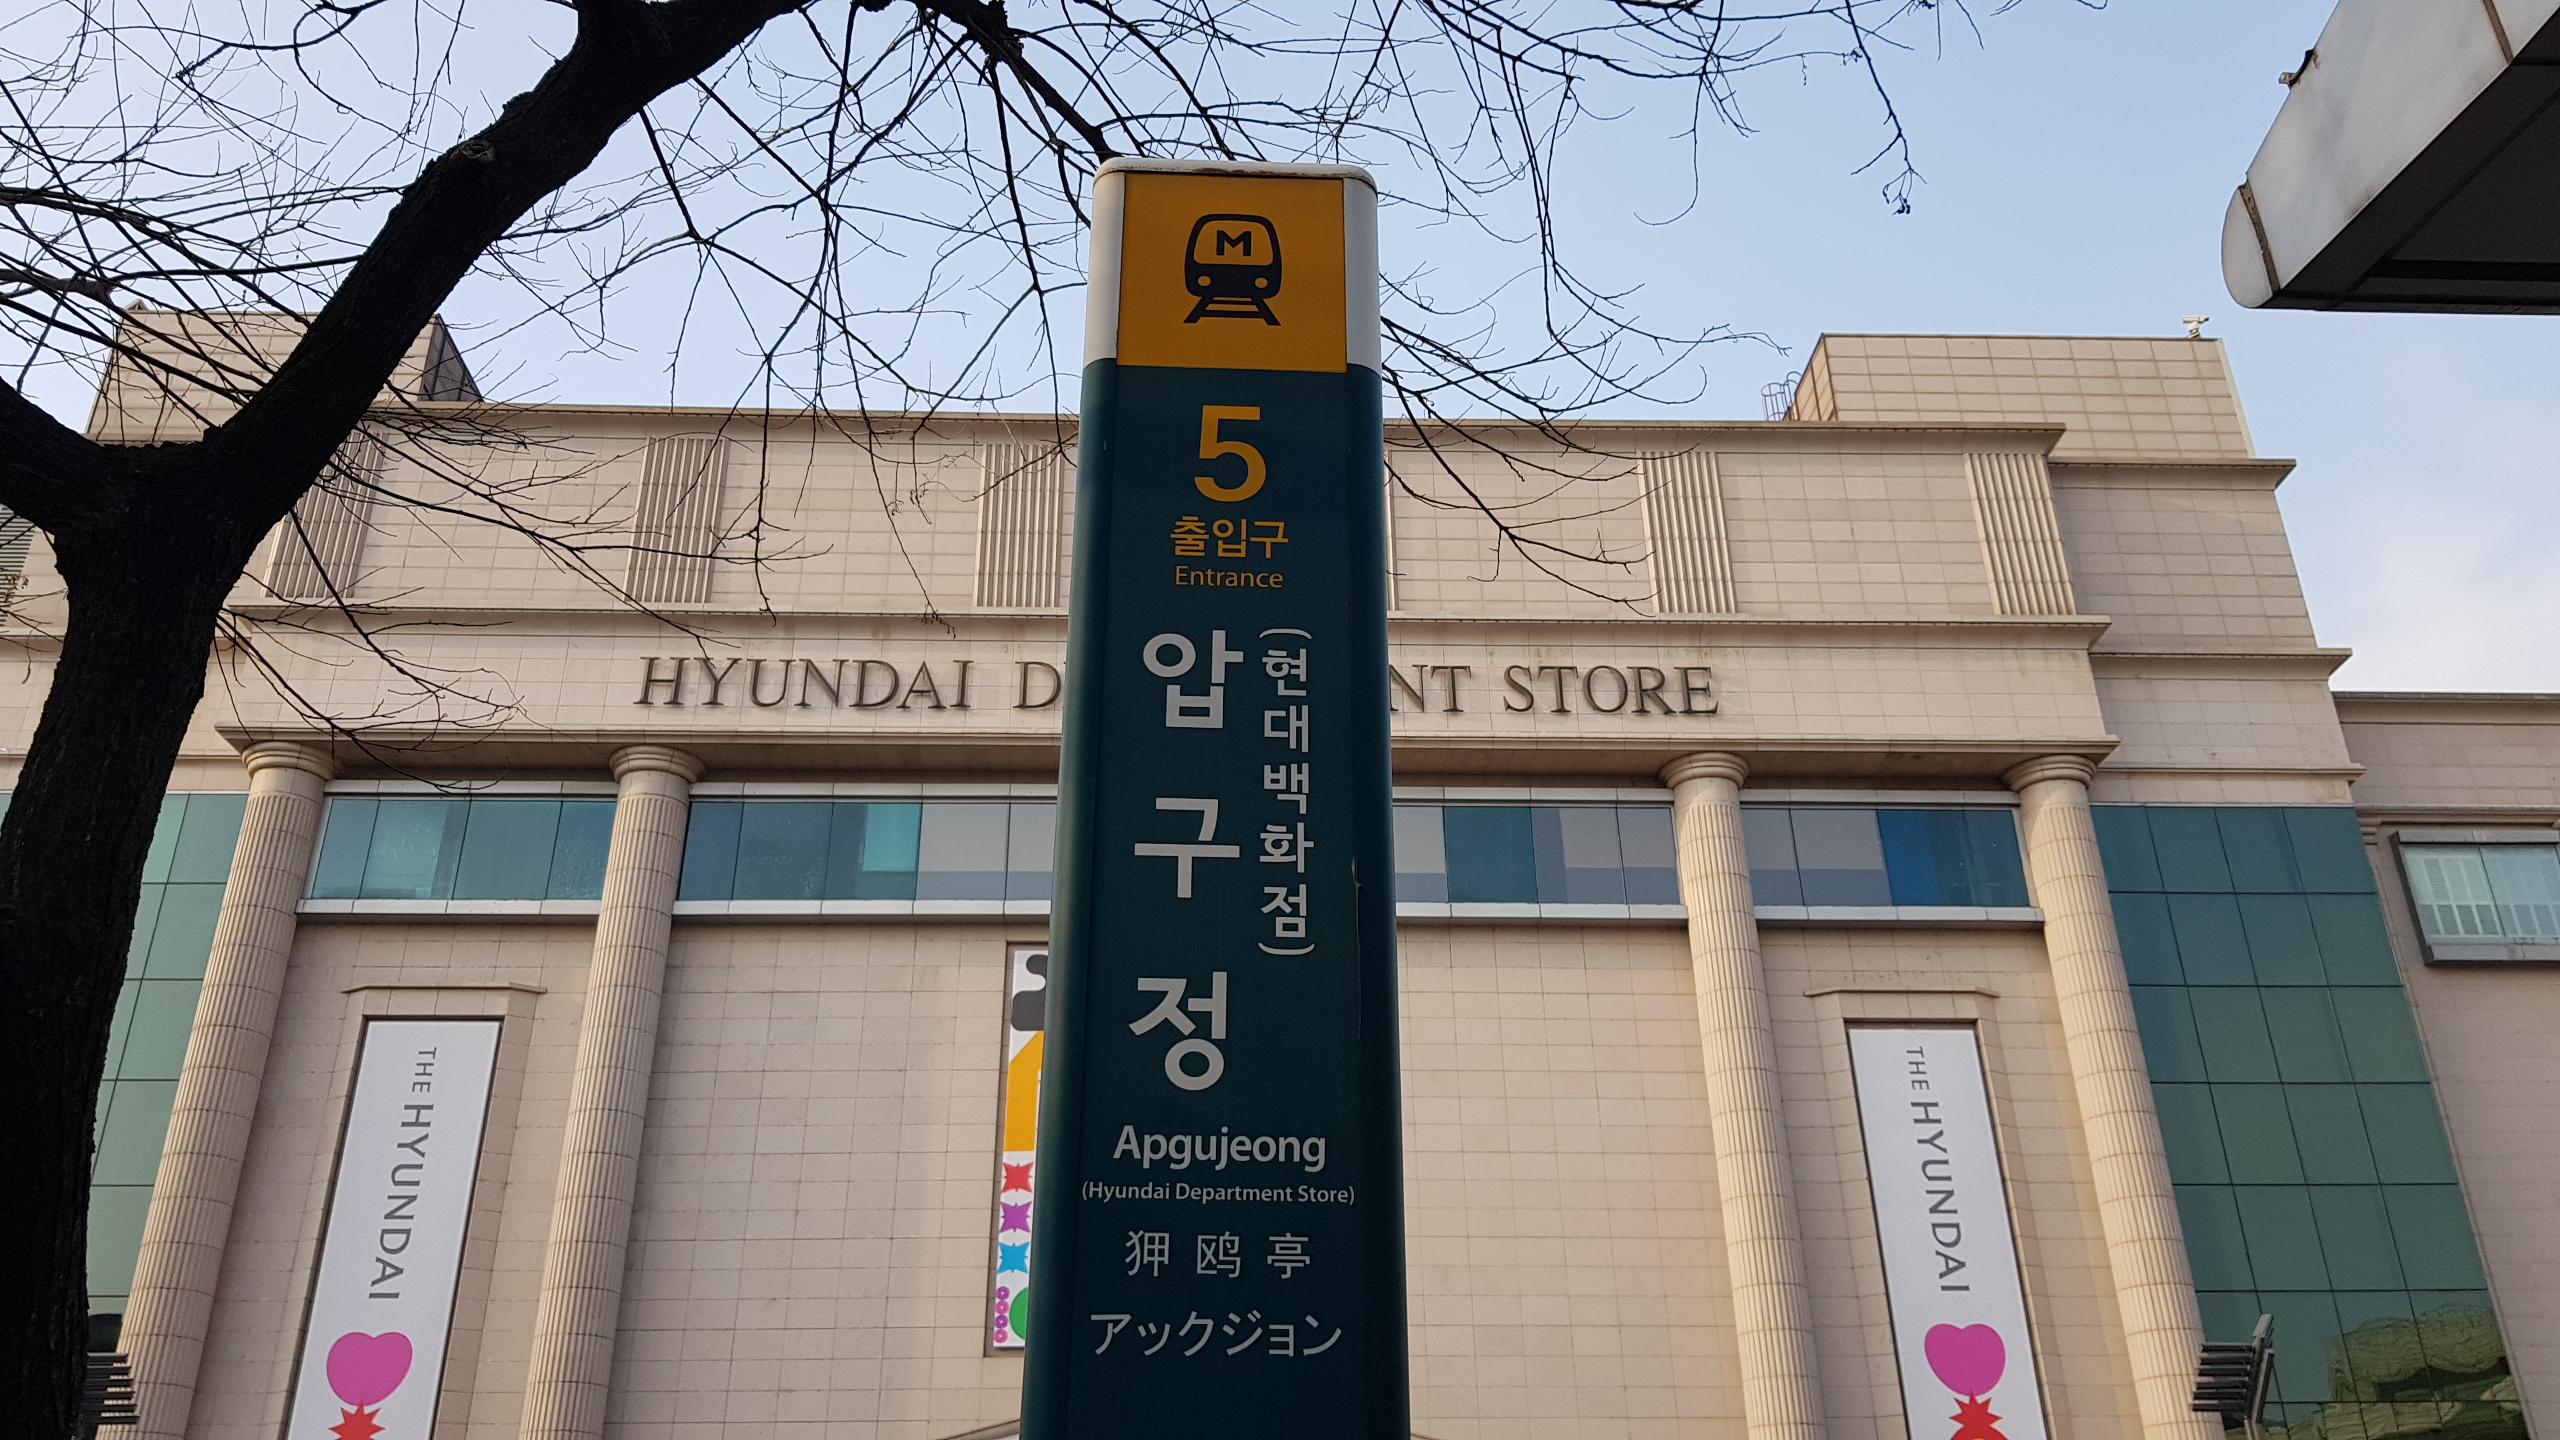 M
5
출입구
Entrance
압구정
(현대백화점)
Apgujeong
(Hyundai Department Store)
狎鸥亭
アックジョン
HYUNDAI D NT STORE
THE HYUNDAI
THE HYUNDAI